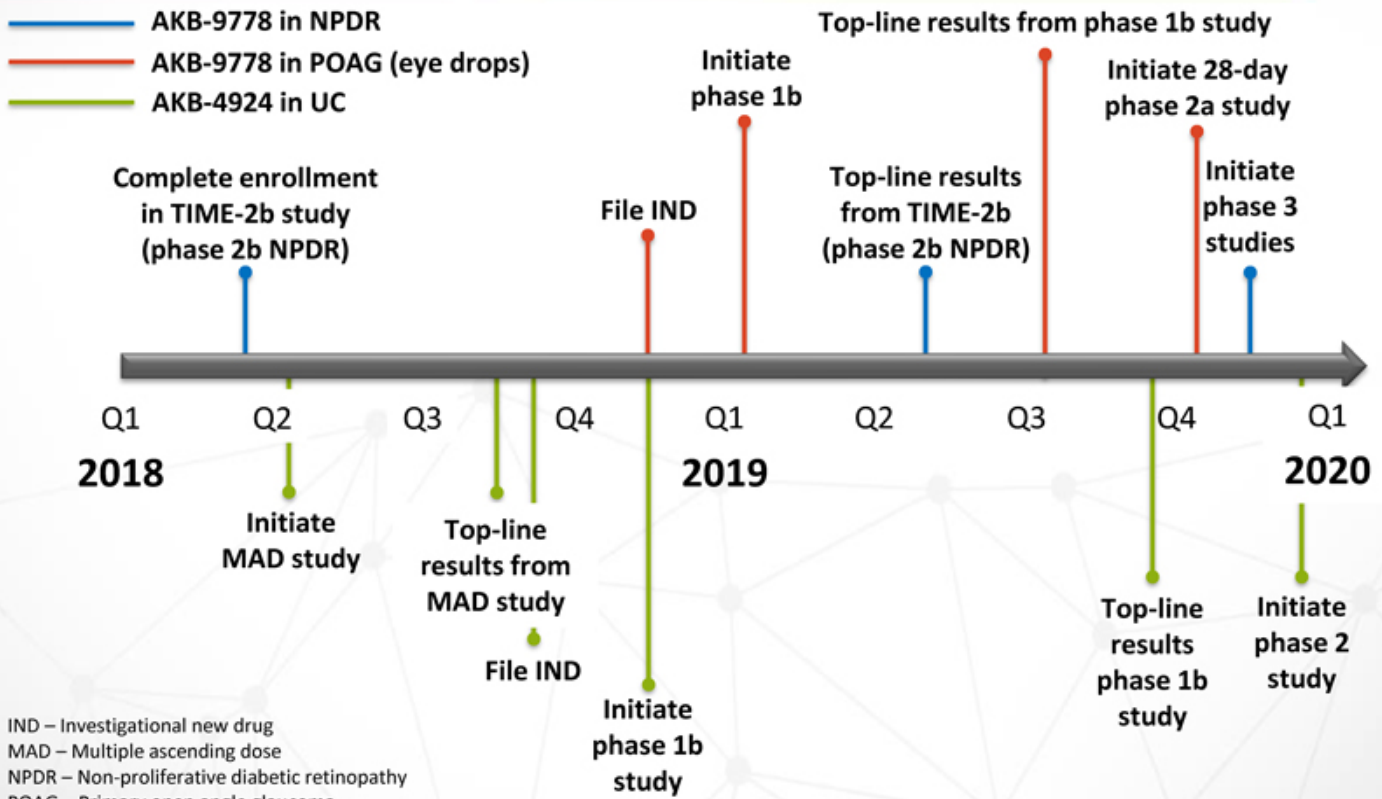 AKB-9778 in NPDR
AKB-9778 in POAG (eye drops)
AKB-4924 in UC
Top-line results from phase 1b study
Initiate
phase 1b
Initiate 28-day
phase 2a study
Complete enrollment
in TIME-2b study
(phase 2b NPDR)
File IND
Top-line results
from TIME-2b
(phase 2b NPDR)
Initiate
phase 3
studies
Q1 Q2 Q3 Q4 Q1 Q2 Q3 Q4 Q1
2018 2019 2020
Initiate
MAD study
Top-line
results from
MAD study
File IND
Initiate
phase 1b
study
Top-line
results
phase 1b
study
Initiate
phase 2
study
IND – Investigational new drug
MAD – Multiple ascending dose
NPDR – Non-proliferative diabetic retinopathy